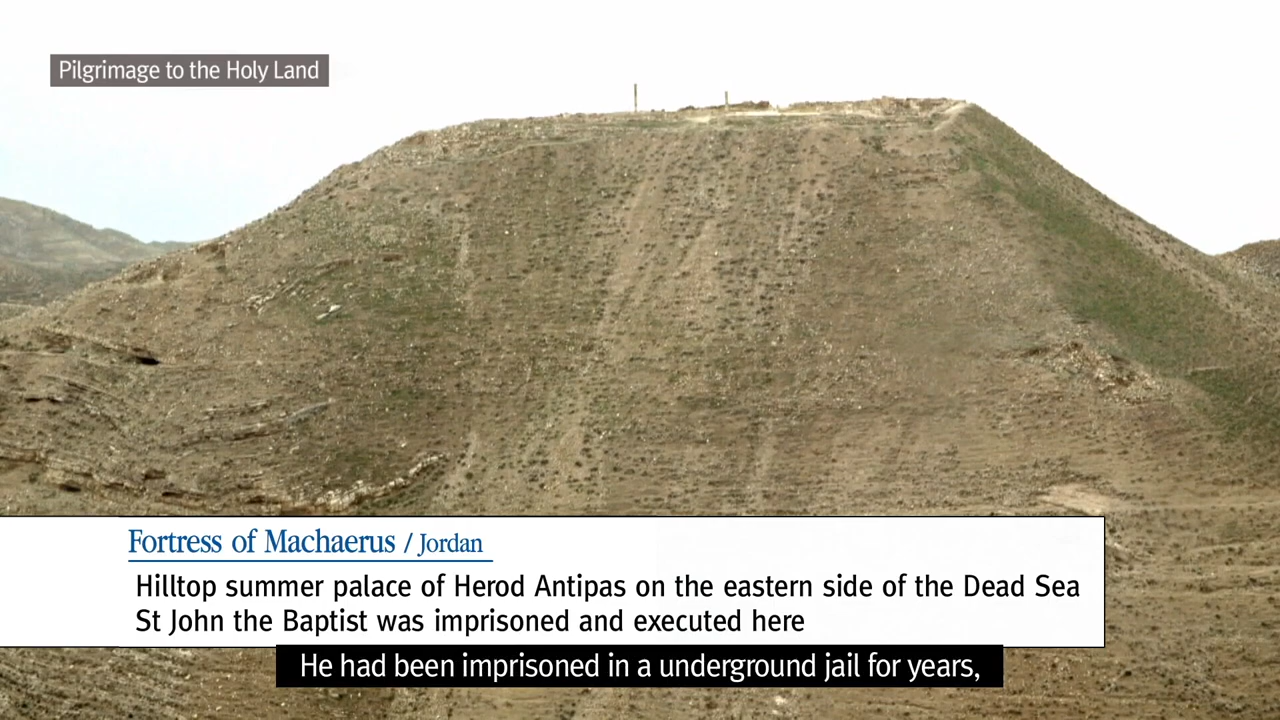 Pilgrimage to the Holy Land
Fortress of Machaerus / Jordan
Hilltop summer palace of Herod Antipas on the eastern side of the Dead Sea
St John the Baptist was imprisoned and executed here
He had been imprisoned in a underground jail for years,